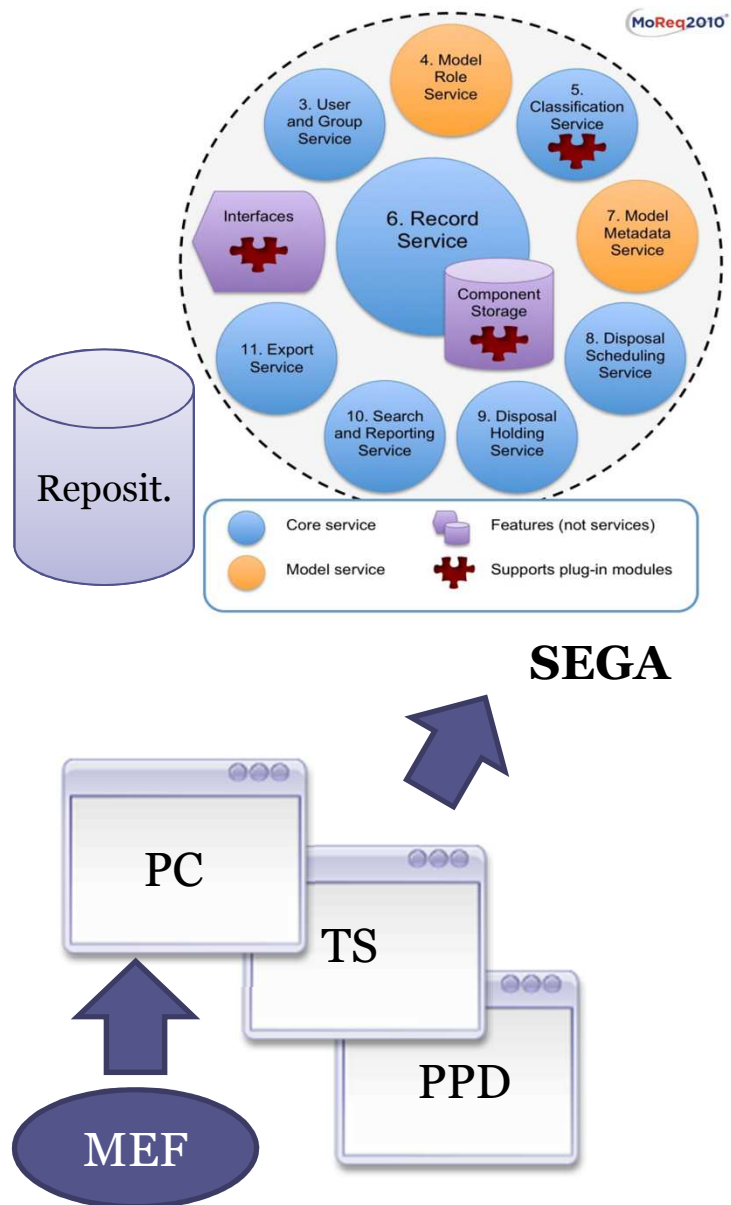 MoReq2010®
4. Model
Role
Service
3. User
and Group
Service
5.
Classification
Service
Interfaces
6. Record
Service
7. Model
Metadata
Service
Component
Storage
11. Export
Service
8. Disposal
Scheduling
Service
10. Search
and Reporting
Service
9. Disposal
Holding
Service
Reposit.
Core service
Features (not services)
Model service
Supports plug-in modules
SEGA
PC
TS
PPD
MEF